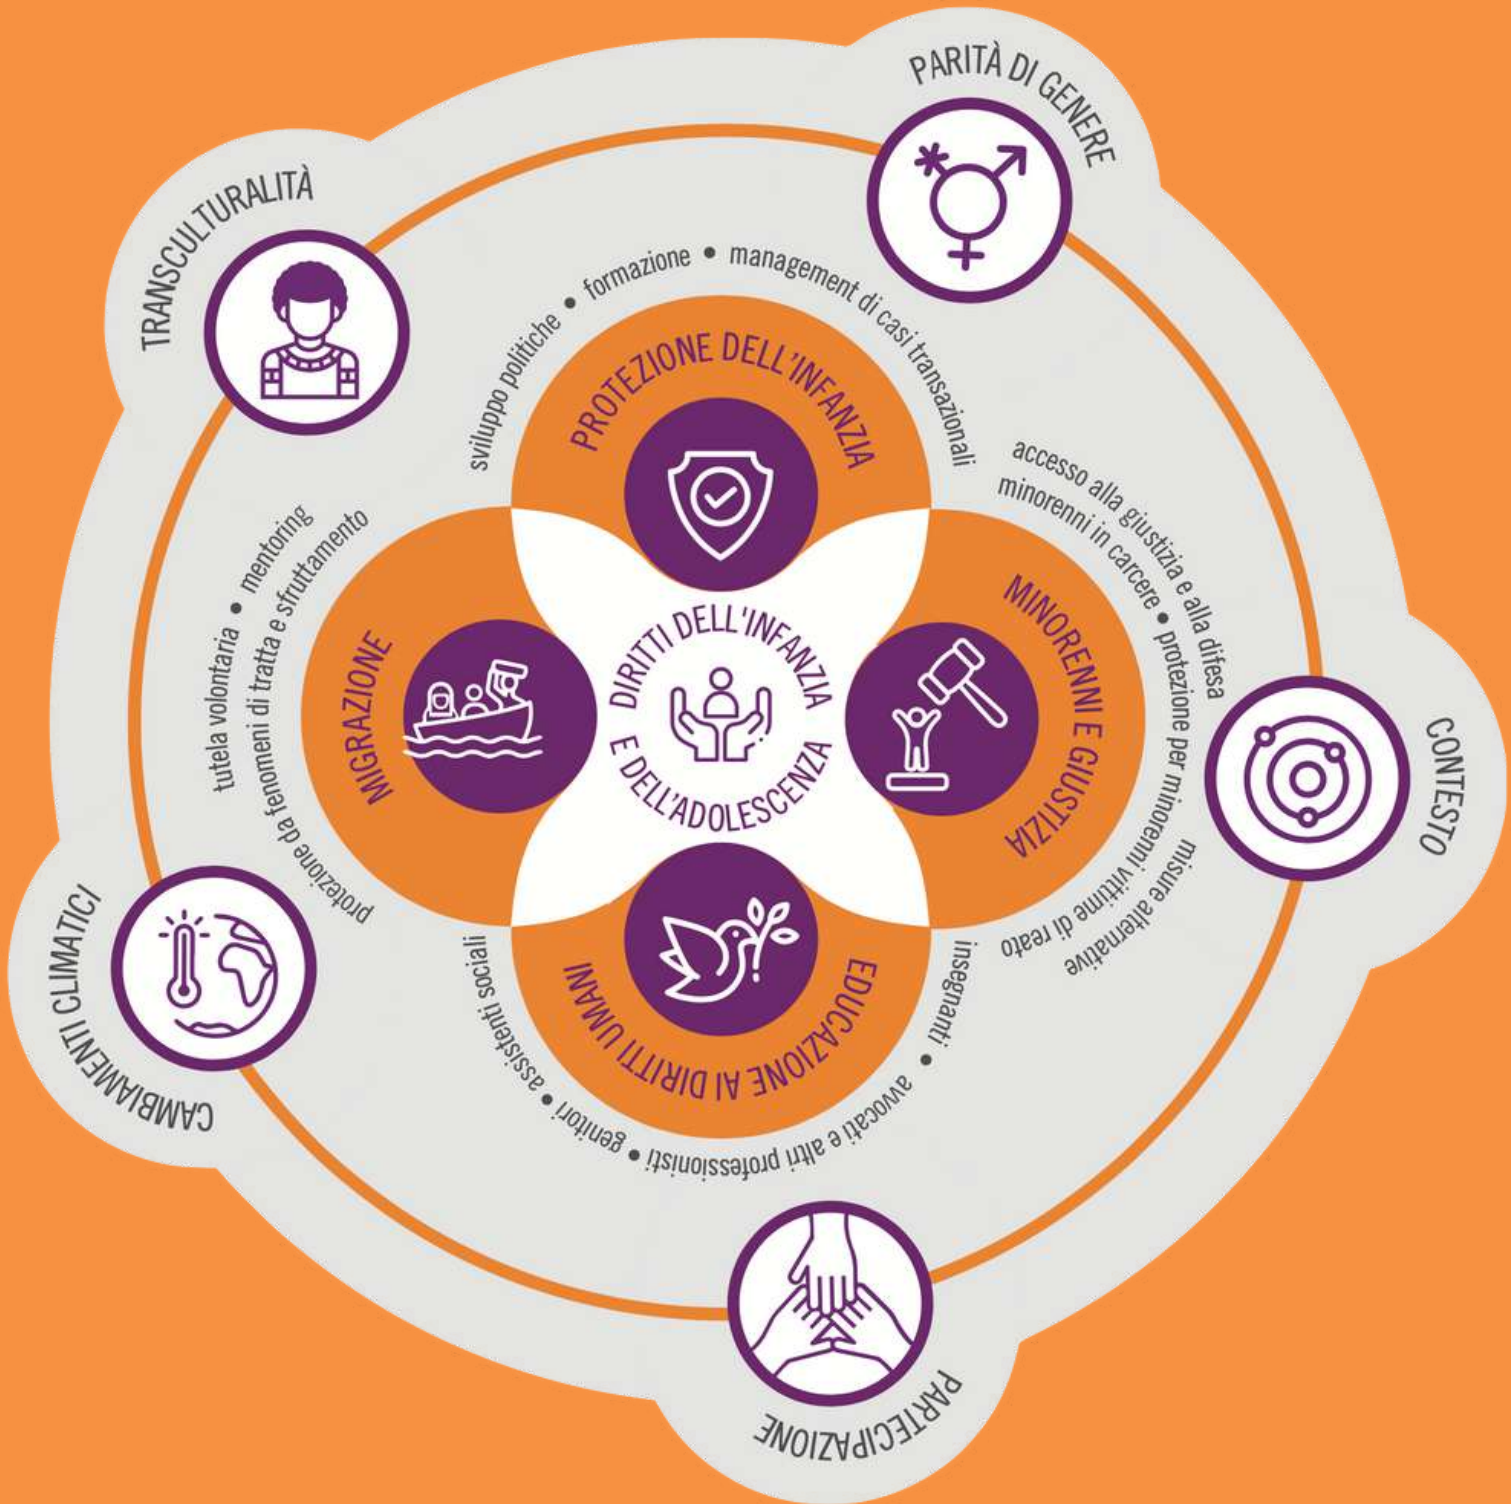 PARITÀ DI GENERE
TRANSCULTURALITÀ
sviluppo politiche • formazione • management di casi transazionali
PROTEZIONE DELL'INFANZIA
accesso alla giustizia e alla difesa
minorenni in carcere • protezione per minorenni vittime di reato
misure alternative
MINORENNI E GIUSTIZIA
tutela volontaria • mentoring
protezione da fenomeni di tratta e sfruttamento
MIGRAZIONE
DIRITTI DELL'INFANZIA
E DELL'ADOLESCENZA
CONTESTO
EDUCAZIONE AI DIRITTI UMANI
insegnanti • avvocati e altri professionisti • genitori • assistenti sociali
CAMBIAMENTI CLIMATICI
PARTECIPAZIONE